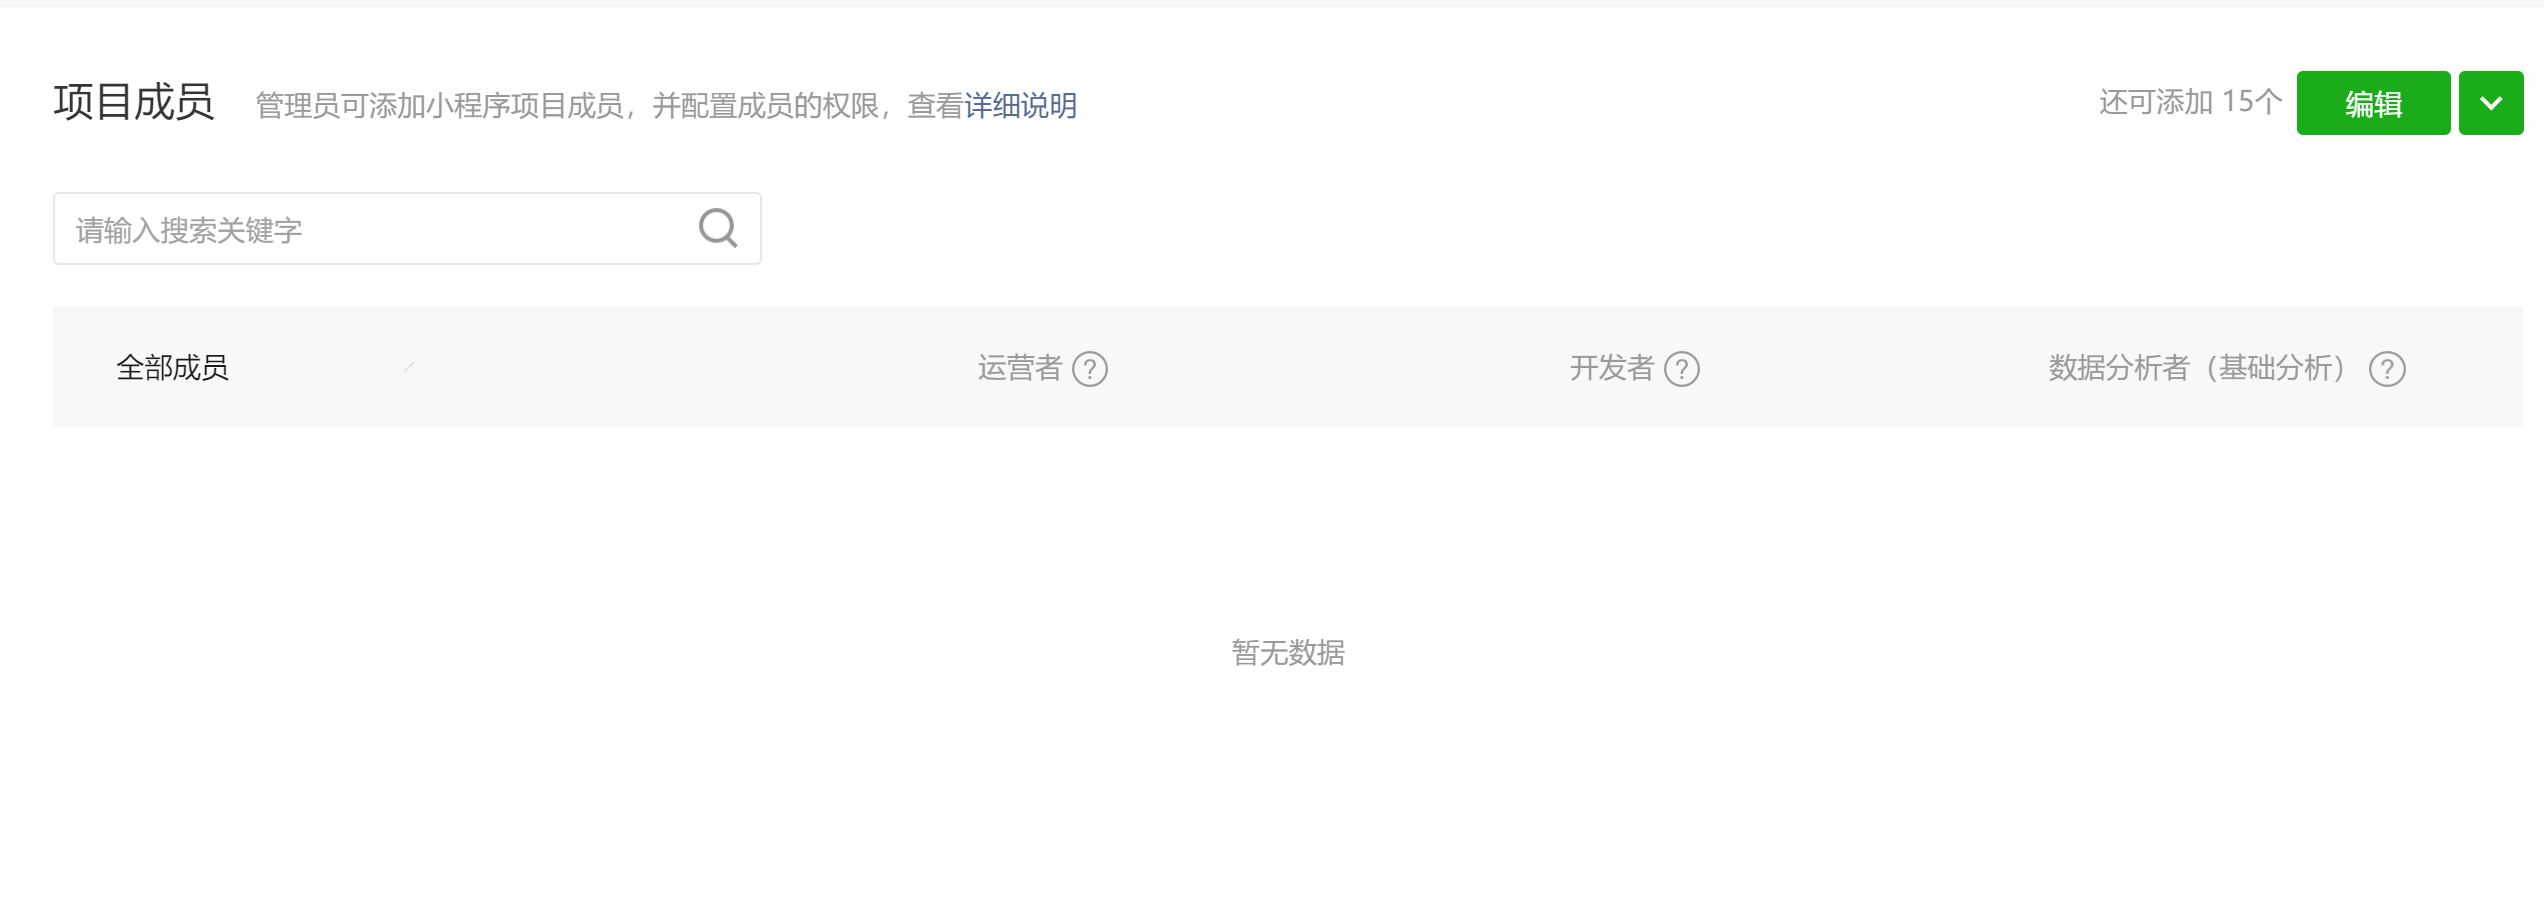 项目成员 管理员可添加小程序项目成员，并配置成员的权限，查看详细说明 还可添加 15个 编辑
请输入搜索关键字
全部成员 运营者 ? 开发者 ? 数据分析者（基础分析） ?
暂无数据